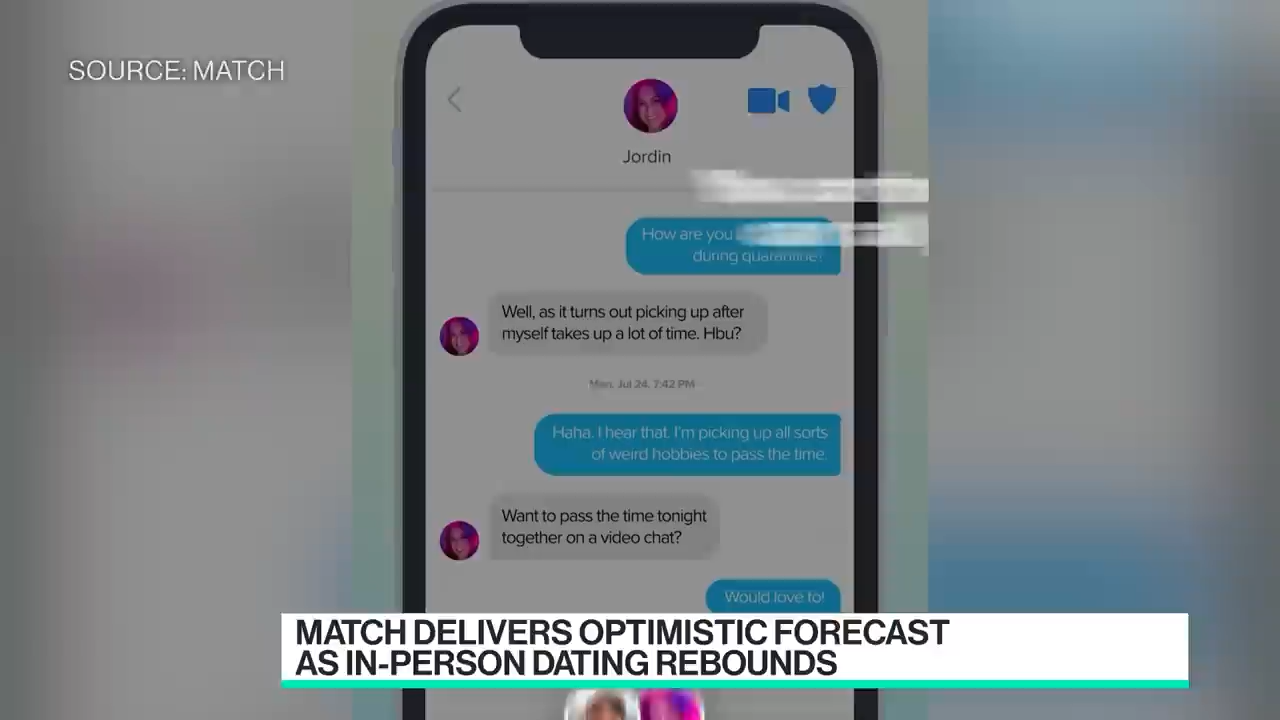 SOURCE: MATCH
Jordin
How are you
during quarantine?
Well, as it turns out picking up after
myself takes up a lot of time. Hbu?
Mon, Jul 24, 7:42 PM
Haha. I hear that. I'm picking up all sorts
of weird hobbies to pass the time.
Want to pass the time tonight
together on a video chat?
Would love to!
MATCH DELIVERS OPTIMISTIC FORECAST
AS IN-PERSON DATING REBOUNDS